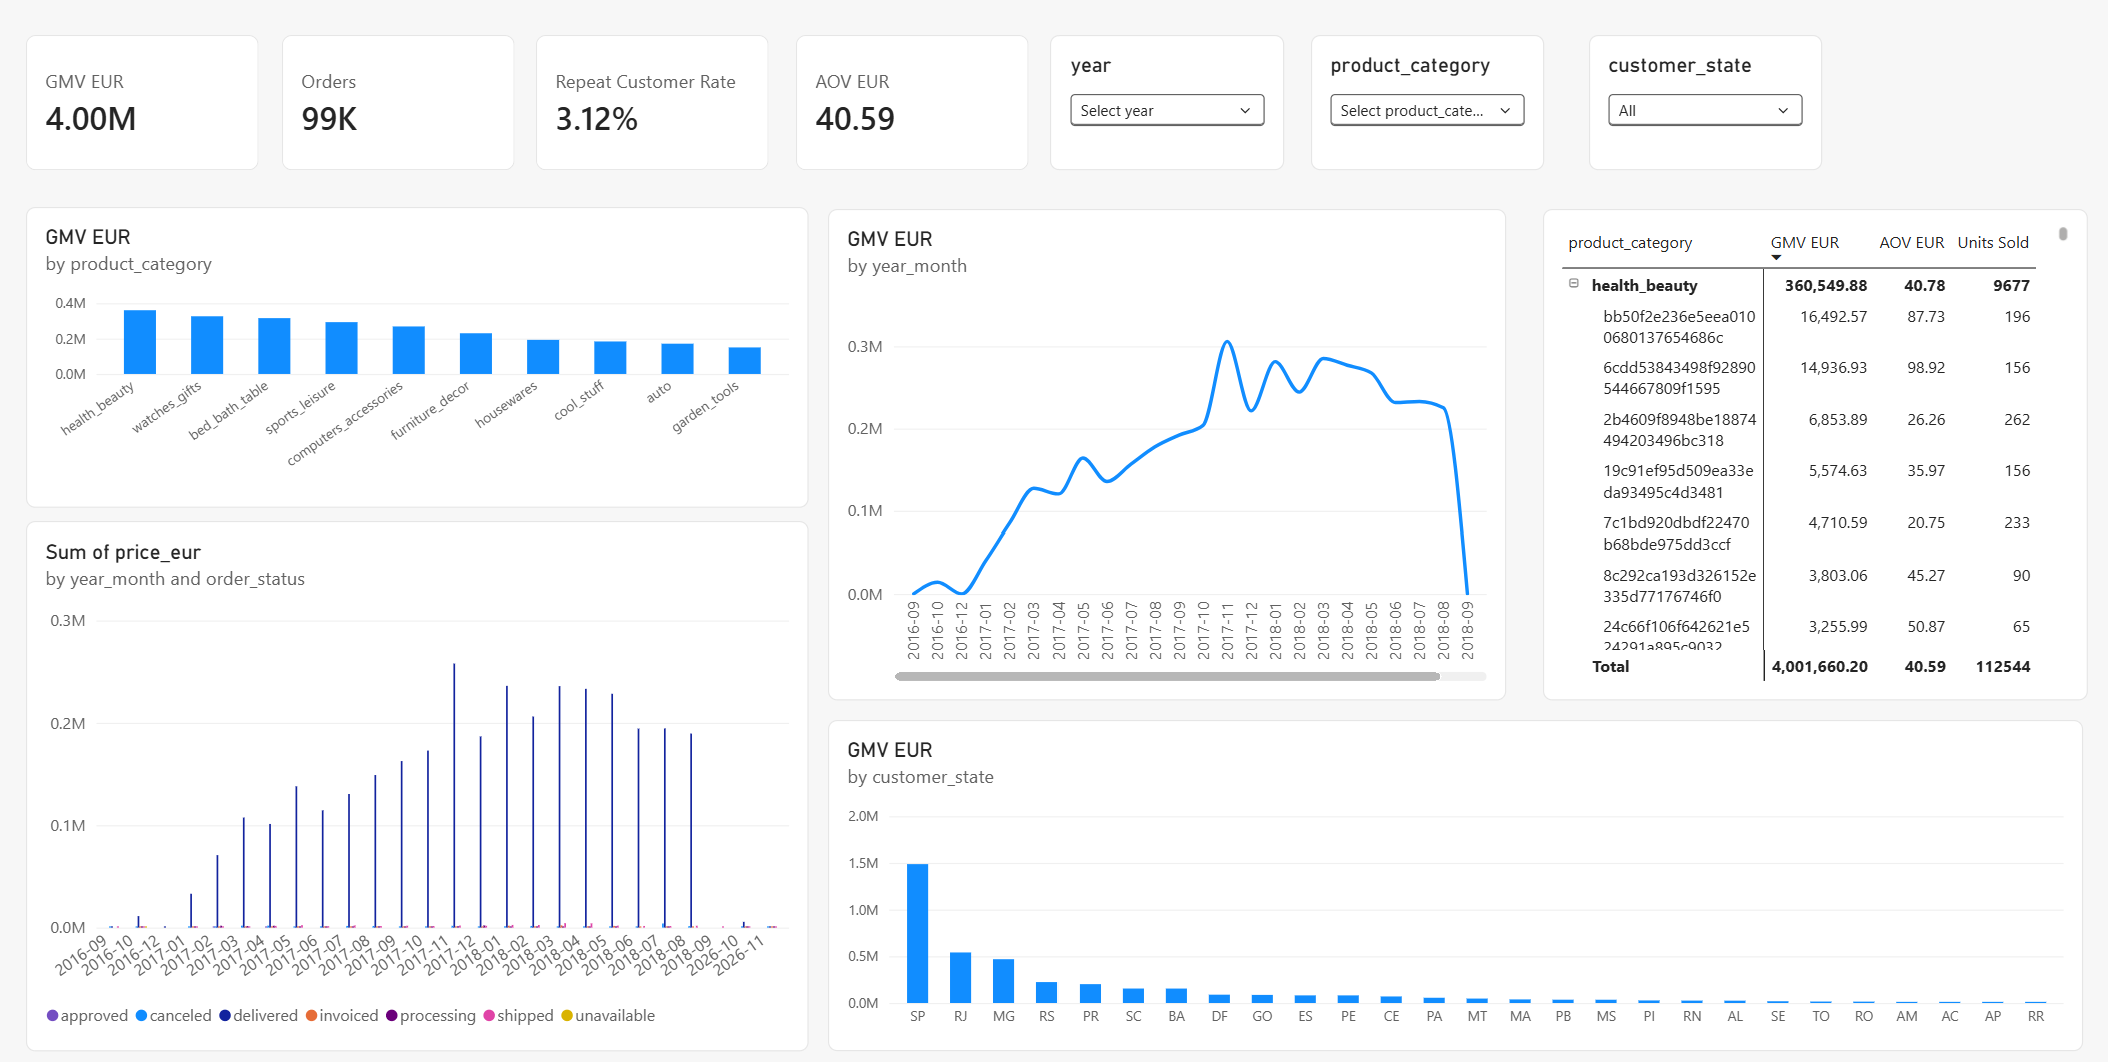 GMV EUR
4.00M
Orders
99K
Repeat Customer Rate
3.12%
AOV EUR
40.59
year
Select year
product_category
Select product_cate...
customer_state
All
GMV EUR
by product_category
0.4M
0.2M
0.0M
health_beauty
watches_gifts
bed_bath_table
sports_leisure
computers_accessories
furniture_decor
housewares
cool_stuff
auto
garden_tools
GMV EUR
by year_month
0.3M
0.2M
0.1M
0.0M
2016-09
2016-10
2016-12
2017-01
2017-02
2017-03
2017-04
2017-05
2017-06
2017-07
2017-08
2017-09
2017-10
2017-11
2017-12
2018-01
2018-02
2018-03
2018-04
2018-05
2018-06
2018-07
2018-08
2018-09
product_category GMV EUR AOV EUR Units Sold
health_beauty 360,549.88 40.78 9677
bb50f2e236e5eea010 16,492.57 87.73 196
0680137654686c
6cdd53843498f92890 14,936.93 98.92 156
544667809f1595
2b4609f8948be18874 6,853.89 26.26 262
494203496bc318
19c91ef95d509ea33e 5,574.63 35.97 156
da93495c4d3481
7c1bd920dbdf22470 4,710.59 20.75 233
b68bde975dd3ccf
8c292ca193d326152e 3,803.06 45.27 90
335d77176746f0
24c66f106f642621e5 3,255.99 50.87 65
24291a895c9032
Total 4,001,660.20 40.59 112544
Sum of price_eur
by year_month and order_status
0.3M
0.2M
0.1M
0.0M
2016-09
2016-10
2016-12
2017-01
2017-02
2017-03
2017-04
2017-05
2017-06
2017-07
2017-08
2017-09
2017-10
2017-11
2017-12
2018-01
2018-02
2018-03
2018-04
2018-05
2018-06
2018-07
2018-08
2018-09
2026-10
2026-11
approved canceled delivered invoiced processing shipped unavailable
GMV EUR
by customer_state
2.0M
1.5M
1.0M
0.5M
0.0M
SP RJ MG RS PR SC BA DF GO ES PE CE PA MT MA PB MS PI RN AL SE TO RO AM AC AP RR